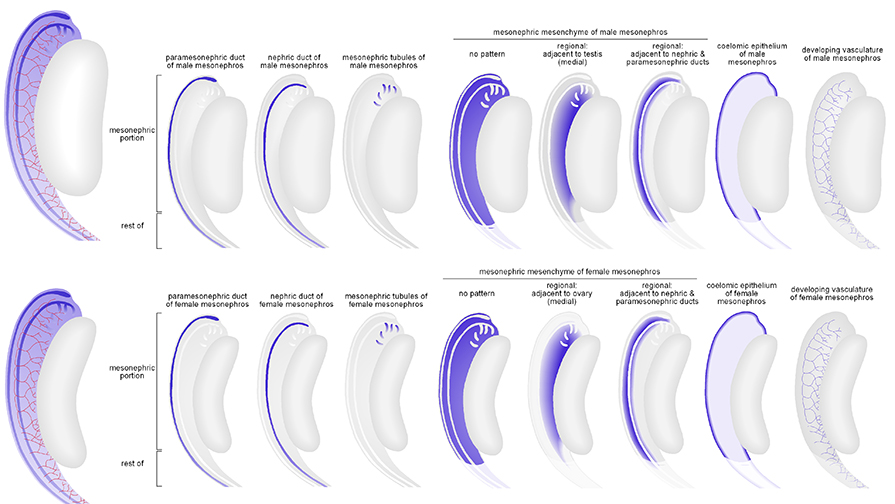 mesonephric mesenchyme of male mesonephros
paramesonephric duct
of male mesonephros
nephric duct of
male mesonephros
mesonephric tubules of
male mesonephros
no pattern
regional:
adjacent to testis
(medial)
regional:
adjacent to nephric &
paramesonephric ducts
coelomic epithelium
of male
mesonephros
developing vasculature
of male mesonephros
mesonephric
portion
rest of
mesonephric mesenchyme of female mesonephros
paramesonephric duct
of female mesonephros
nephric duct of
female mesonephros
mesonephric tubules of
female mesonephros
no pattern
regional:
adjacent to ovary
(medial)
regional:
adjacent to nephric &
paramesonephric ducts
coelomic epithelium
of female
mesonephros
developing vasculature
of female mesonephros
mesonephric
portion
rest of